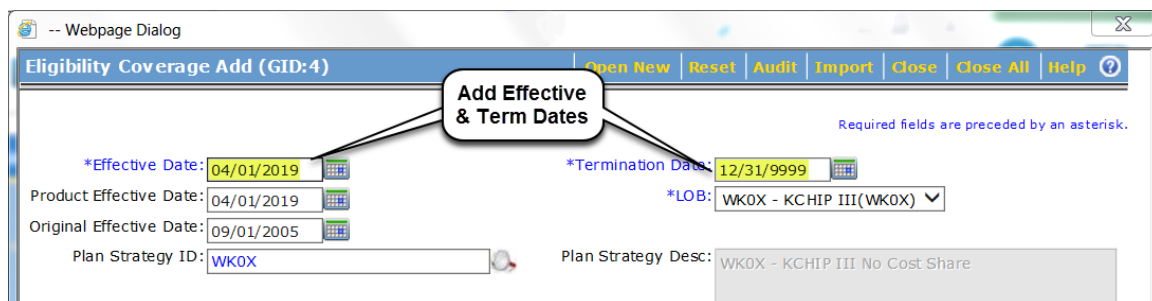 -- Webpage Dialog
Eligibility Coverage Add (GID:4) Open New Reset Audit Import Close Close All Help ?
Add Effective
& Term Dates
Required fields are preceded by an asterisk.
*Effective Date: 04/01/2019 *Termination Date: 12/31/9999
Product Effective Date: 04/01/2019 *LOB: WK0X - KCHIP III(WK0X)
Original Effective Date: 09/01/2005
Plan Strategy ID: WK0X Plan Strategy Desc: WK0X - KCHIP III No Cost Share